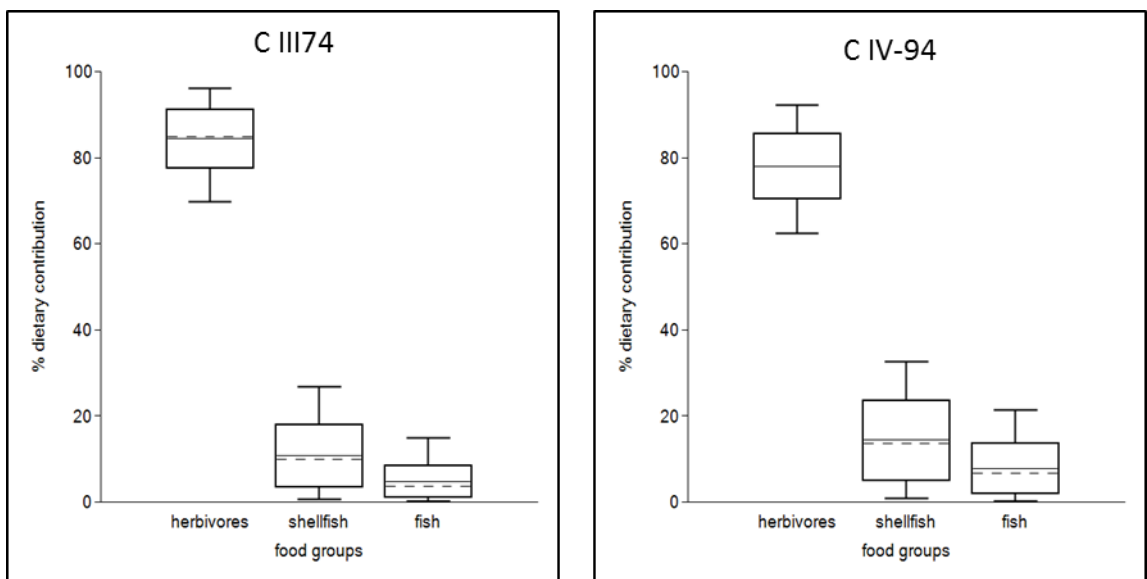 C III74
100
80
60
40
20
0
% dietary contribution
herbivores shellfish fish
food groups
C IV-94
100
80
60
40
20
0
% dietary contribution
herbivores shellfish fish
food groups